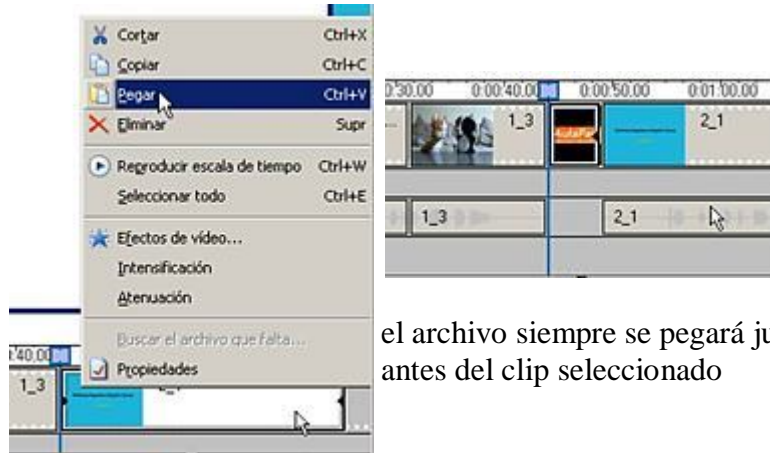 Cortar Ctrl+X
Copiar Ctrl+C
Pegar Ctrl+V
Eliminar Supr
Reproducir escala de tiempo Ctrl+W
Seleccionar todo Ctrl+E
Efectos de vídeo...
Intensificación
Atenuación
Buscar el archivo que falta...
Propiedades
1_3
0:00'40.00 0:00'50.00 0:01'00.00
1_3 2_1
1_3 2_1
el archivo siempre se pegará
antes del clip seleccionado